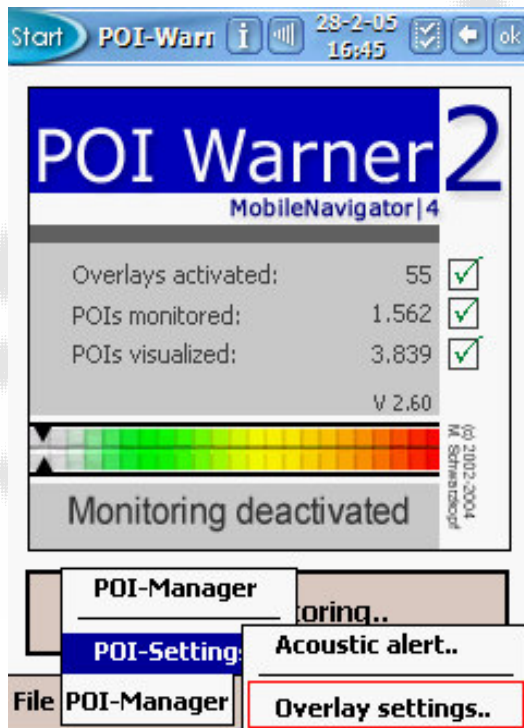 Start POI-Warr 28-2-05 16:45 ok
POI Warner 2
MobileNavigator|4
Overlays activated: 55
POIs monitored: 1.562
POIs visualized: 3.839
V 2.60
(c) 2002-2004
M. Schwarzkopf
Monitoring deactivated
POI-Manager
toring..
POI-Setting
Acoustic alert..
File POI-Manager
Overlay settings..